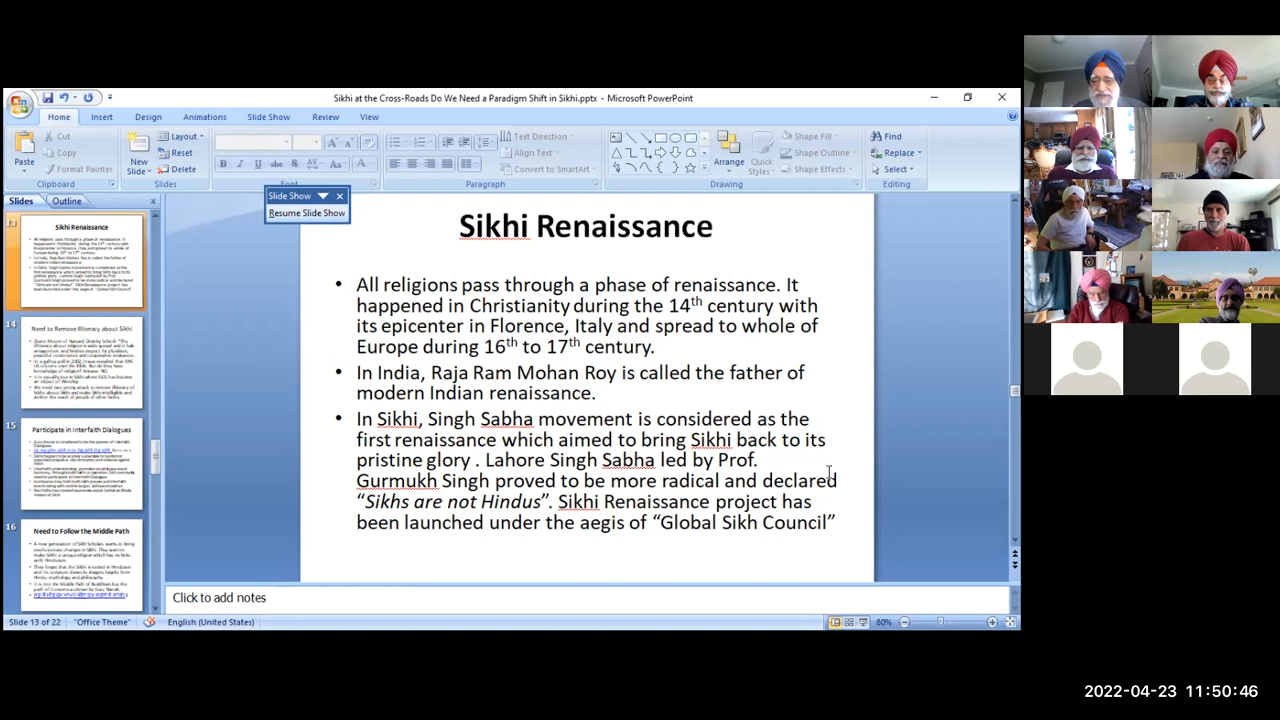 Sikhi at the Cross-Roads Do We Need a Paradigm Shift in Sikhi.pptx - Microsoft PowerPoint
Home Insert Design Animations Slide Show Review View
Paste
Cut
Copy
Format Painter
Clipboard
New Slide
Layout
Reset
Delete
Slides
Font
Paragraph
Text Direction
Align Text
Convert to SmartArt
Arrange
Quick Styles
Shape Fill
Shape Outline
Shape Effects
Drawing
Find
Replace
Select
Editing
Slides Outline
Slide Show
Resume Slide Show
13
Sikhi Renaissance
14
Need to Remove Illiteracy about Sikhi
15
Participate in Interfaith Dialogues
16
Need to Follow the Middle Path
Sikhi Renaissance
• All religions pass through a phase of renaissance. It
happened in Christianity during the 14th century with
its epicenter in Florence, Italy and spread to whole of
Europe during 16th to 17th century.
• In India, Raja Ram Mohan Roy is called the father of
modern Indian renaissance.
• In Sikhi, Singh Sabha movement is considered as the
first renaissance which aimed to bring Sikhi back to its
pristine glory. Lahore Singh Sabha led by Prof.
Gurmukh Singh proved to be more radical and declared
“Sikhs are not Hindus”. Sikhi Renaissance project has
been launched under the aegis of “Global Sikh Council”
Click to add notes
Slide 13 of 22 "Office Theme" English (United States) 80%
2022-04-23 11:50:46